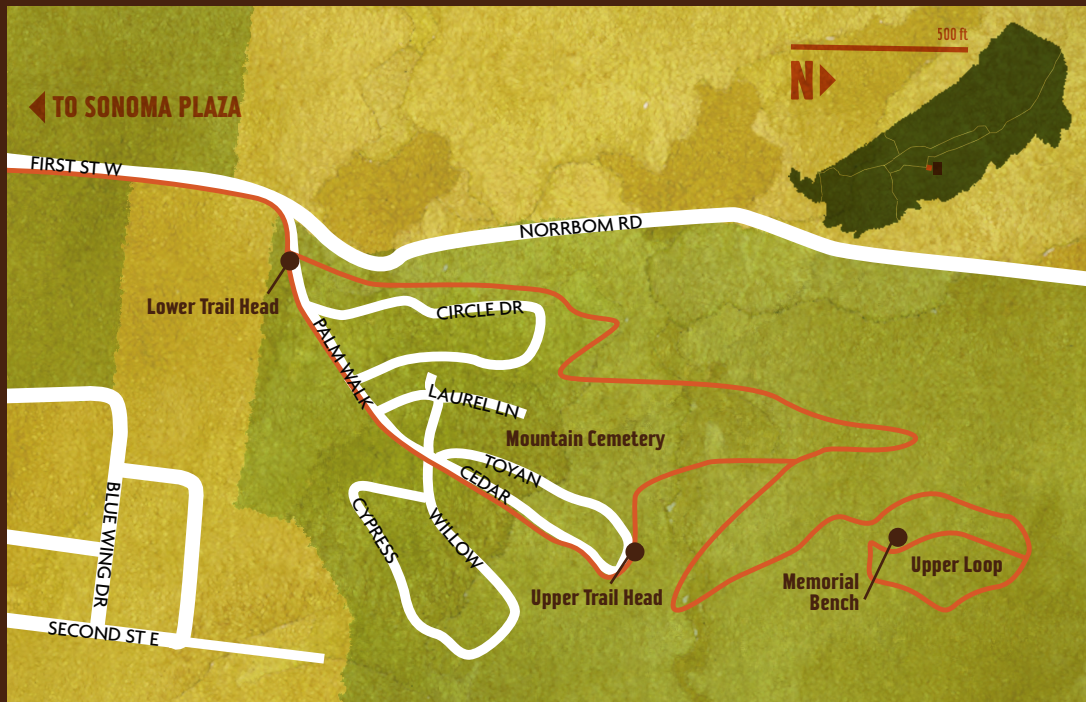 500 ft
N
TO SONOMA PLAZA
FIRST ST W
NORRBOM RD
Lower Trail Head
CIRCLE DR
PALM WALK
LAUREL LN
Mountain Cemetery
TOYAN
CEDAR
CYPRESS
WILLOW
BLUE WING DR
SECOND ST E
Upper Trail Head
Memorial
Bench
Upper Loop